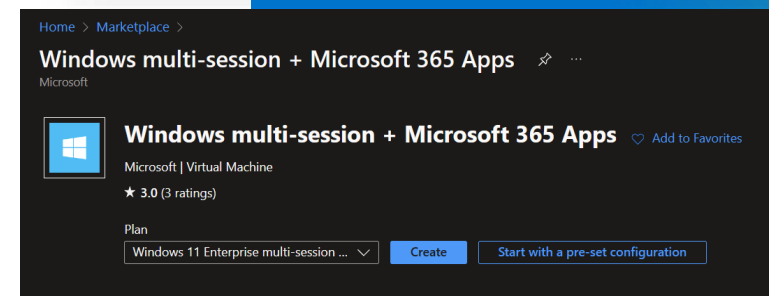 Home > Marketplace >
Windows multi-session + Microsoft 365 Apps ...
Microsoft
Windows multi-session + Microsoft 365 Apps Add to Favorites
Microsoft | Virtual Machine
★ 3.0 (3 ratings)
Plan
Windows 11 Enterprise multi-session ... Create Start with a pre-set configuration